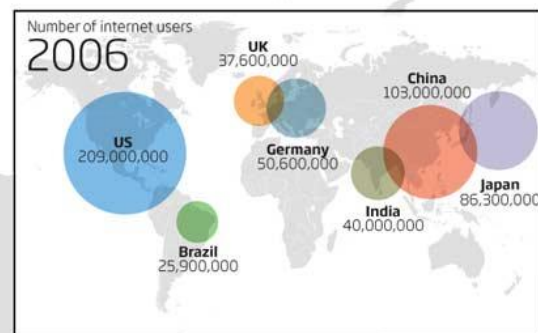 Number of internet users
2006
UK
37,600,000
China
103,000,000
US
209,000,000
Germany
50,600,000
Japan
86,300,000
India
40,000,000
Brazil
25,900,000